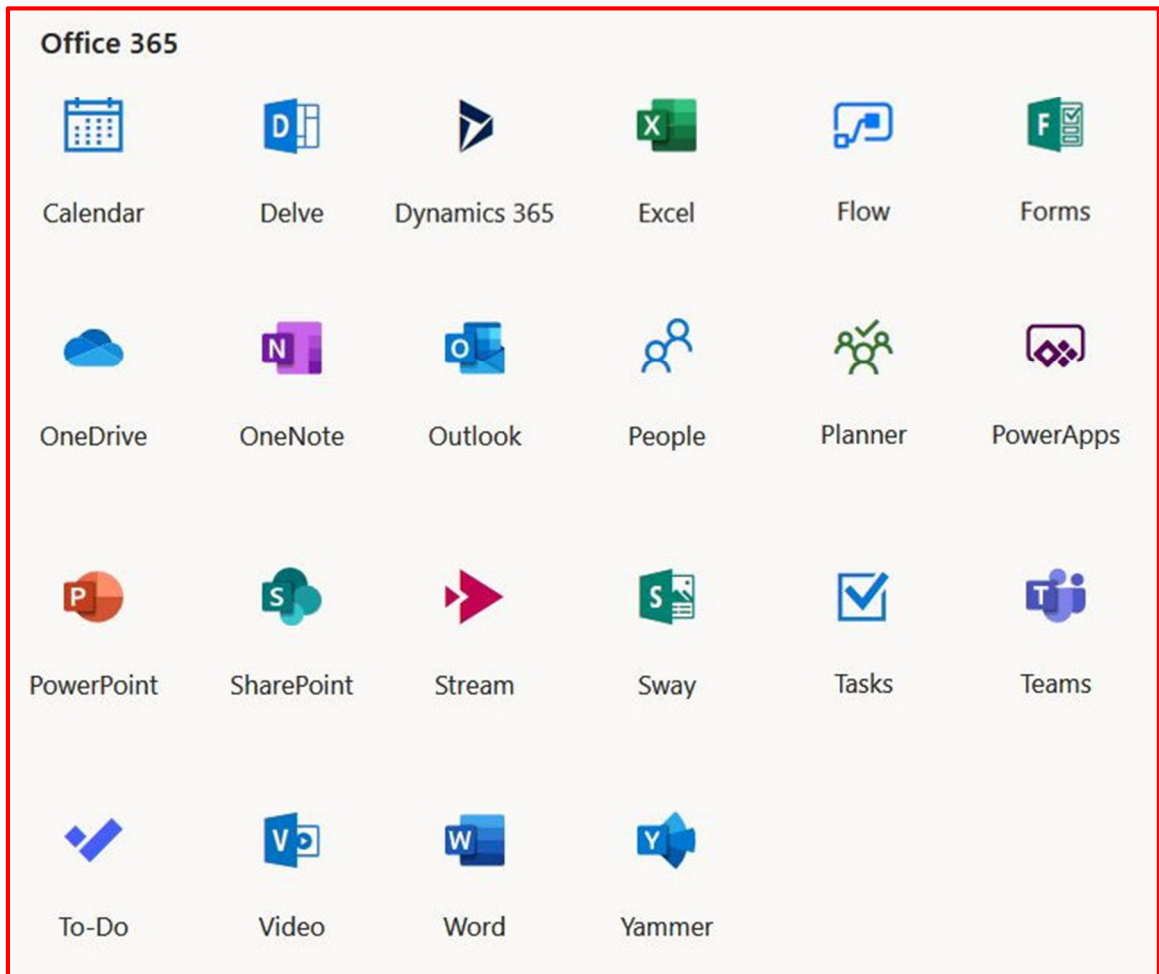 Office 365
D X F
Calendar Delve Dynamics 365 Excel Flow Forms
N O
OneDrive OneNote Outlook People Planner PowerApps
P S S T
PowerPoint SharePoint Stream Sway Tasks Teams
V W Y
To-Do Video Word Yammer